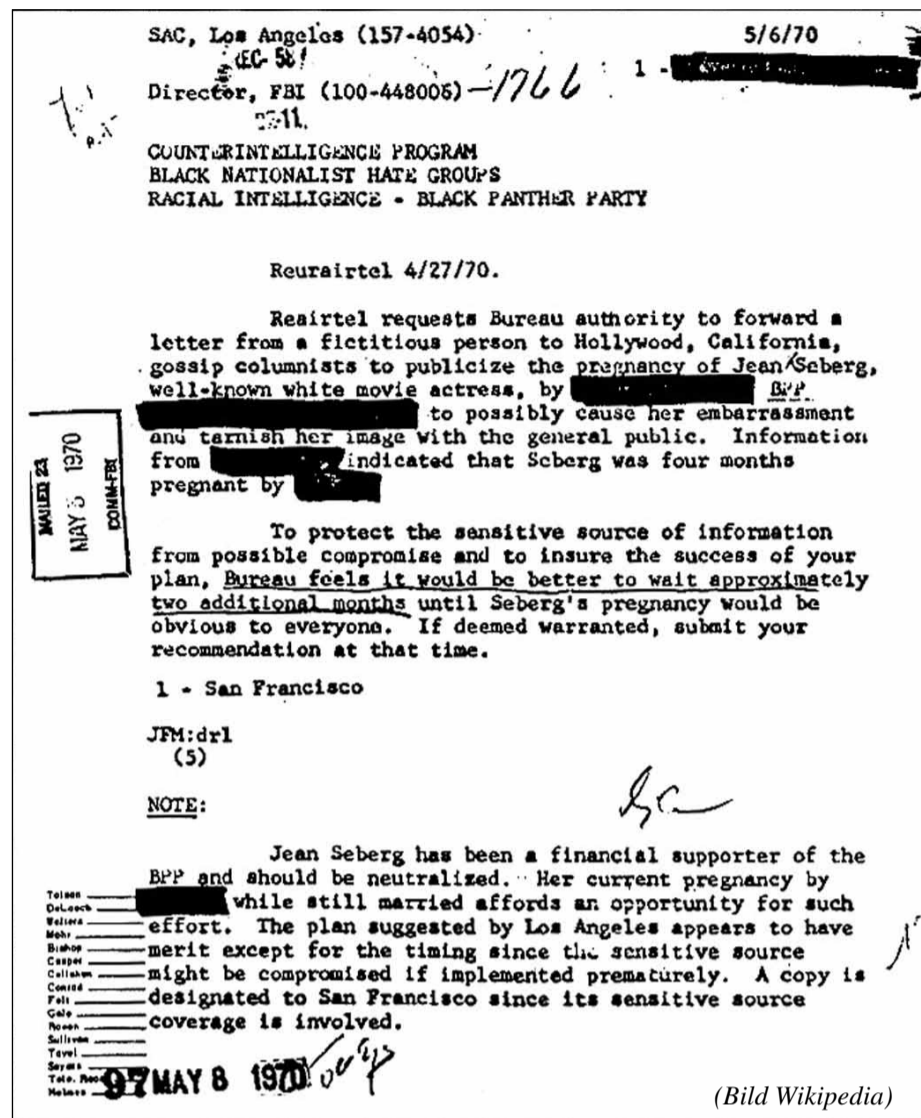 SAC, Los Angeles (157-4054)
5/6/70
REC- 58
1 -
Director, FBI (100-448006) —1766
COUNTERINTELLIGENCE PROGRAM
BLACK NATIONALIST HATE GROUPS
RACIAL INTELLIGENCE - BLACK PANTHER PARTY
Reurairtel 4/27/70.
Reairtel requests Bureau authority to forward a
letter from a fictitious person to Hollywood, California,
gossip columnists to publicize the pregnancy of Jean Seberg,
well-known white movie actress, by BPP
to possibly cause her embarrassment
and tarnish her image with the general public. Information
from indicated that Seberg was four months
pregnant by
To protect the sensitive source of information
from possible compromise and to insure the success of your
plan, Bureau feels it would be better to wait approximately
two additional months until Seberg's pregnancy would be
obvious to everyone. If deemed warranted, submit your
recommendation at that time.
MAILED 23
MAY 1970
COMM-FBI
1 - San Francisco
JFM:drl
(5)
NOTE:
Jean Seberg has been a financial supporter of the
BPP and should be neutralized. Her current pregnancy by
while still married affords an opportunity for such
effort. The plan suggested by Los Angeles appears to have
merit except for the timing since the sensitive source
might be compromised if implemented prematurely. A copy is
designated to San Francisco since its sensitive source
coverage is involved.
Tolson
DeLoach
Walters
Mohr
Bishop
Casper
Callahan
Conrad
Felt
Gale
Rosen
Sullivan
Tavel
Soyars
Tele. Room
Holmes
97 MAY 8 1970
(Bild Wikipedia)